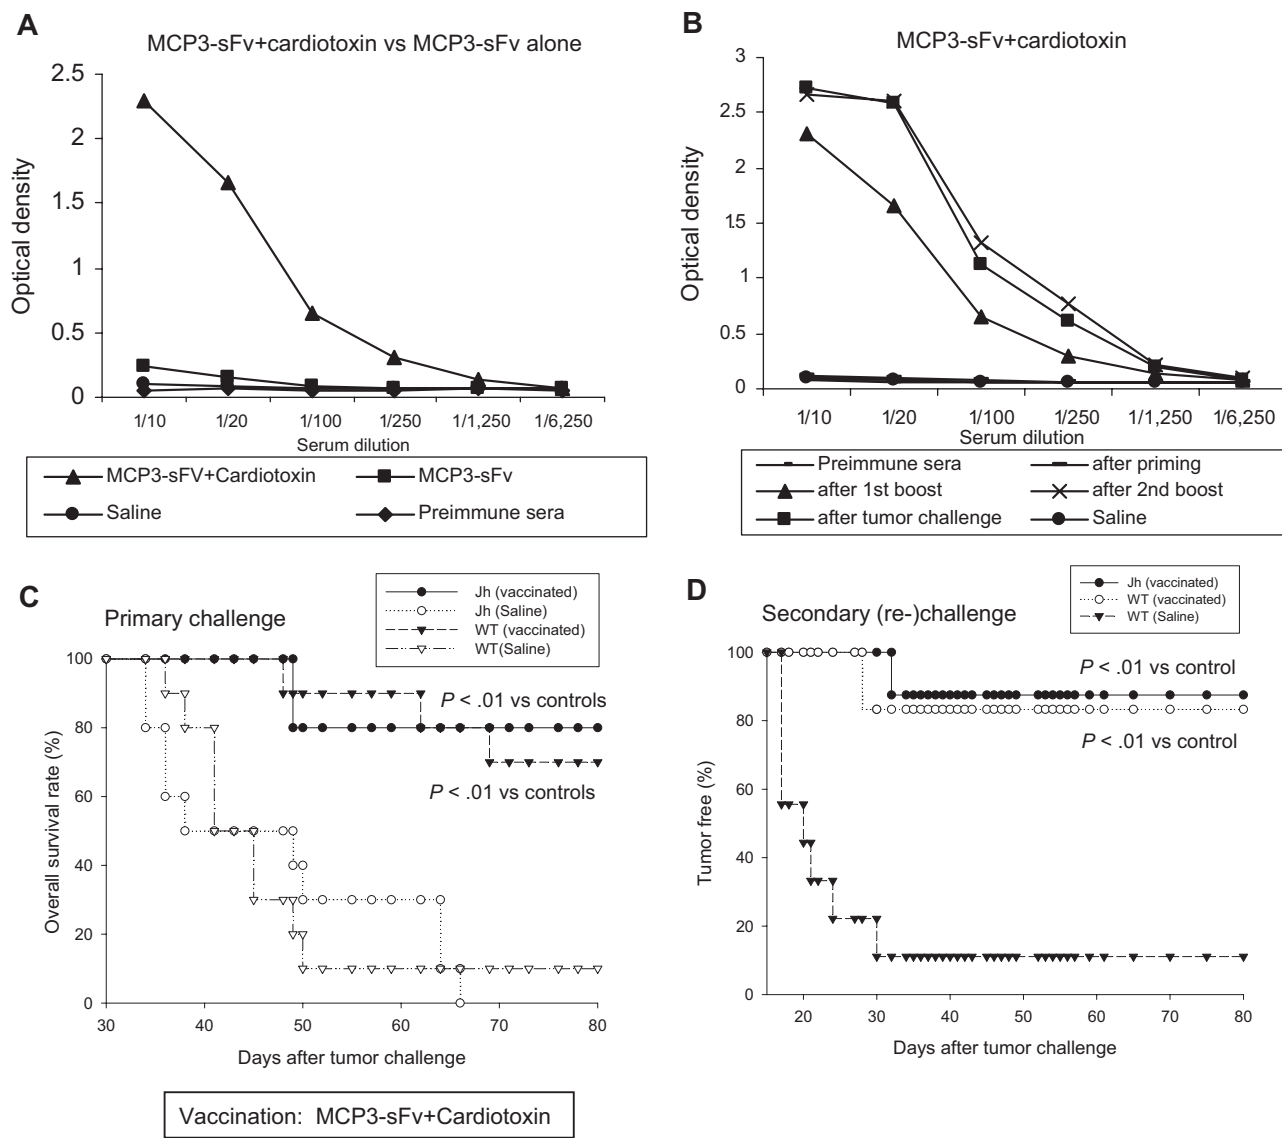 A
MCP3-sFv+cardiotoxin vs MCP3-sFv alone
Optical density
2.5
2
1.5
1
0.5
0
1/10 1/20 1/100 1/250 1/1,250 1/6,250
Serum dilution
MCP3-sFV+Cardiotoxin MCP3-sFv
Saline Preimmune sera
B
MCP3-sFv+cardiotoxin
Optical density
3
2.5
2
1.5
1
0.5
0
1/10 1/20 1/100 1/250 1/1,250 1/6,250
Serum dilution
Preimmune sera after priming
after 1st boost after 2nd boost
after tumor challenge Saline
C
Primary challenge
Jh (vaccinated)
Jh (Saline)
WT (vaccinated)
WT(Saline)
Overall survival rate (%)
100
80
60
40
20
0
P < .01 vs controls
P < .01 vs controls
30 40 50 60 70 80
Days after tumor challenge
Vaccination: MCP3-sFv+Cardiotoxin
D
Secondary (re-)challenge
Jh (vaccinated)
WT (vaccinated)
WT (Saline)
Tumor free (%)
100
80
60
40
20
0
P < .01 vs control
P < .01 vs control
20 30 40 50 60 70 80
Days after tumor challenge